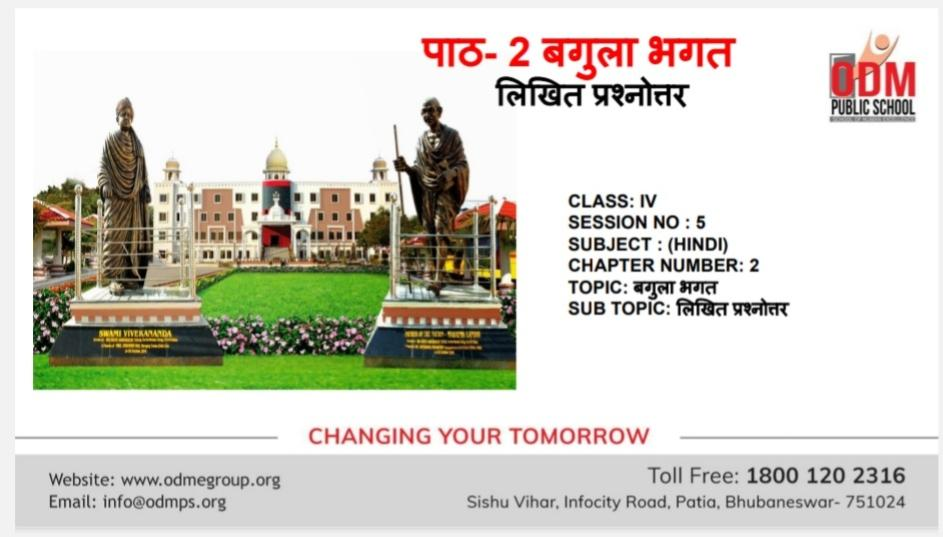 पाठ- 2 बगुला भगत
लिखित प्रश्नोत्तर
ODM
PUBLIC SCHOOL
CLASS: IV
SESSION NO : 5
SUBJECT : (HINDI)
CHAPTER NUMBER: 2
TOPIC: बगुला भगत
SUB TOPIC: लिखित प्रश्नोत्तर
SWAMI VIVEKANANDA
CHANGING YOUR TOMORROW
Website: www.odmegroup.org
Email: info@odmps.org
Toll Free: 1800 120 2316
Sishu Vihar, Infocity Road, Patia, Bhubaneswar- 751024